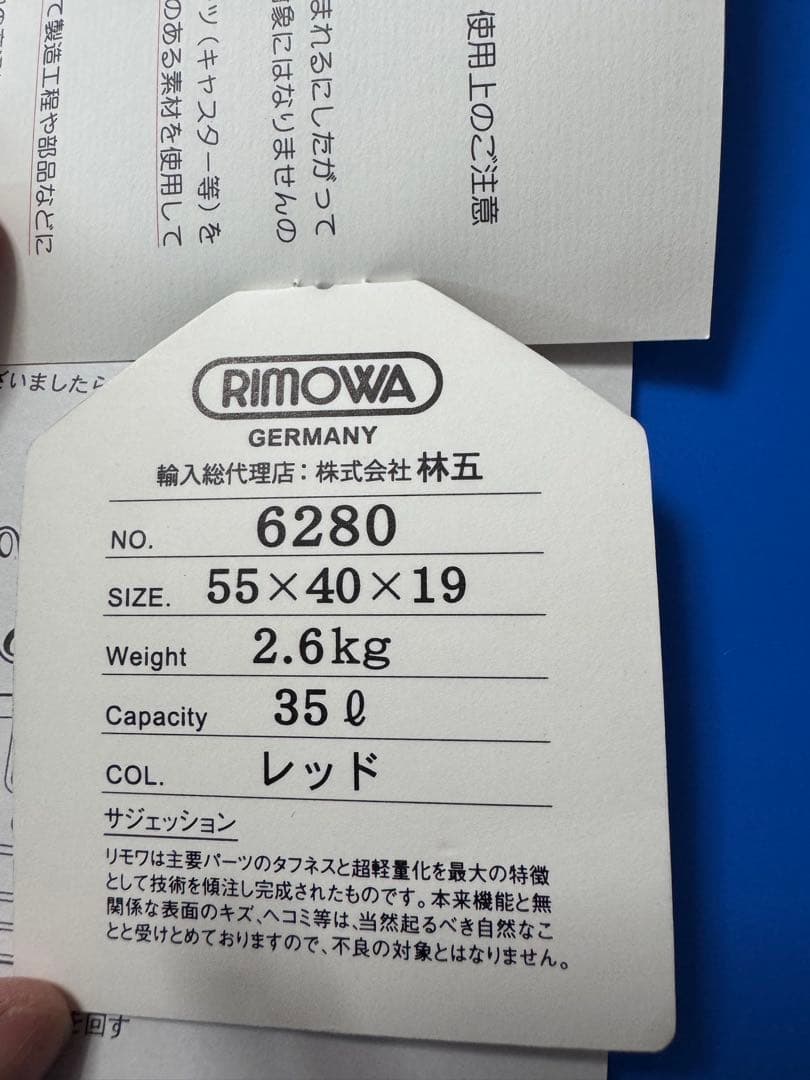 使用上のご注意
まれるにしたがって
象にはなりませんの
ツ（キャスター等）を
のある素材を使用して
て製造工程や部品などに
ざいましたら
RIMOWA
GERMANY
輸入総代理店：株式会社 林五
NO. 6280
SIZE. 55×40×19
Weight 2.6kg
Capacity 35ℓ
COL. レッド
サジェッション
リモワは主要パーツのタフネスと超軽量化を最大の特徴
として技術を傾注し完成されたものです。本来機能と無
関係な表面のキズ、ヘコミ等は、当然起るべき自然なこ
とと受けとめておりますので、不良の対象とはなりません。
を回す